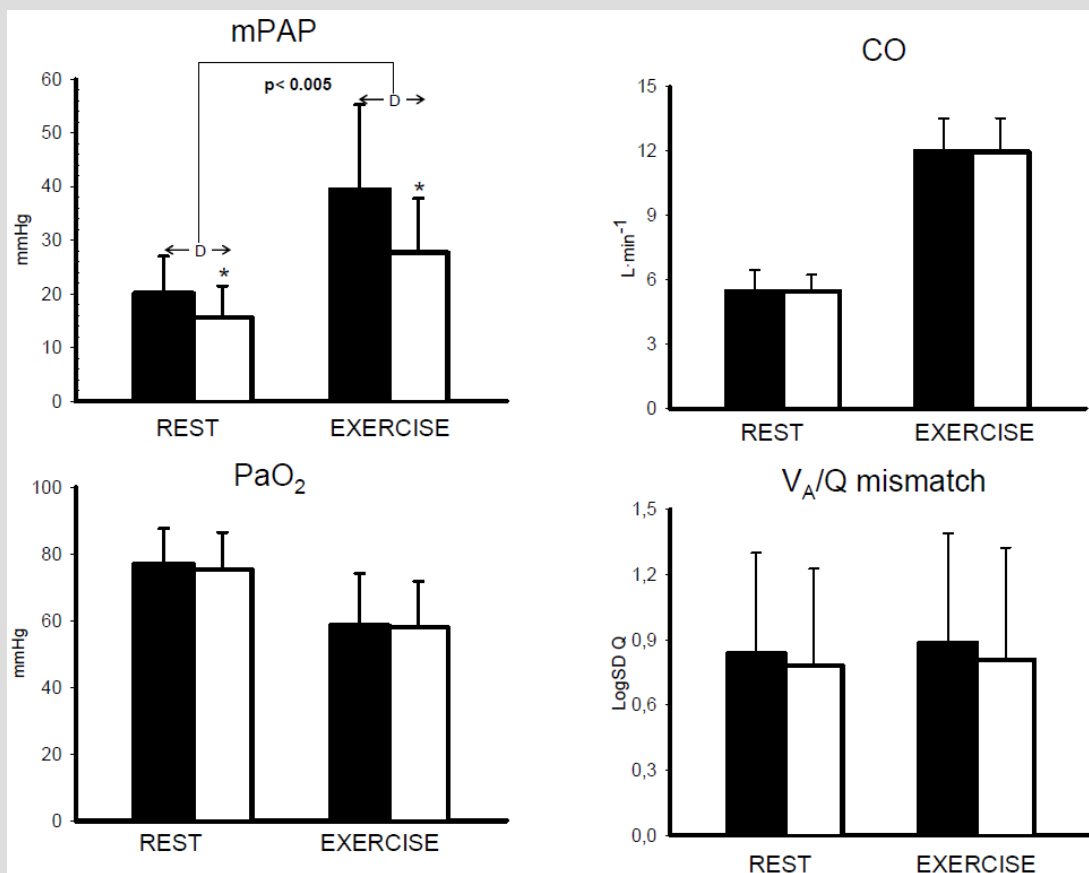 mPAP
p< 0.005
60
50
40
30
20
10
0
mmHg
D
D
*
*
REST
EXERCISE
CO
15
12
9
6
3
0
L·min⁻¹
REST
EXERCISE
PaO₂
100
80
60
40
20
0
mmHg
REST
EXERCISE
V_A/Q mismatch
1,5
1,2
0,9
0,6
0,3
0,0
LogSD Q
REST
EXERCISE